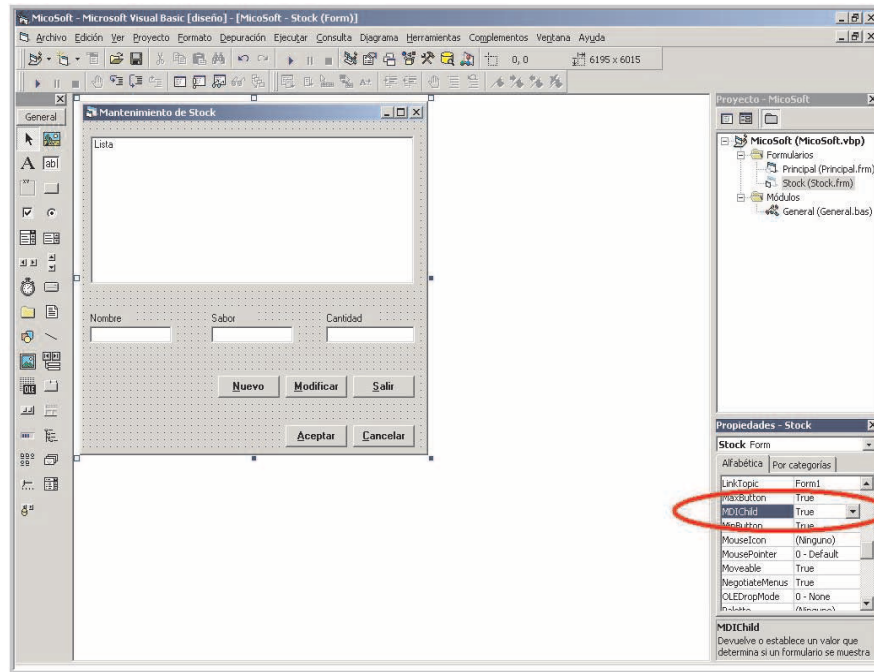 MicoSoft - Microsoft Visual Basic [diseño] - [MicoSoft - Stock (Form)]
Archivo Edición Ver Proyecto Formato Depuración Ejecutar Consulta Diagrama Herramientas Complementos Ventana Ayuda
0, 0 6195 x 6015
General
Mantenimiento de Stock
Lista
Nombre Sabor Cantidad
Nuevo Modificar Salir
Aceptar Cancelar
Proyecto - MicoSoft
MicoSoft (MicoSoft.vbp)
Formularios
Principal (Principal.frm)
Stock (Stock.frm)
Módulos
General (General.bas)
Propiedades - Stock
Stock Form
Alfabética Por categorías
LinkTopic Form1
MaxButton True
MDIChild True
MinButton True
MouseIcon (Ninguno)
MousePointer 0 - Default
Moveable True
NegotiateMenus True
OLEDropMode 0 - None
Palette (Ninguno)
MDIChild
Devuelve o establece un valor que
determina si un formulario se muestra